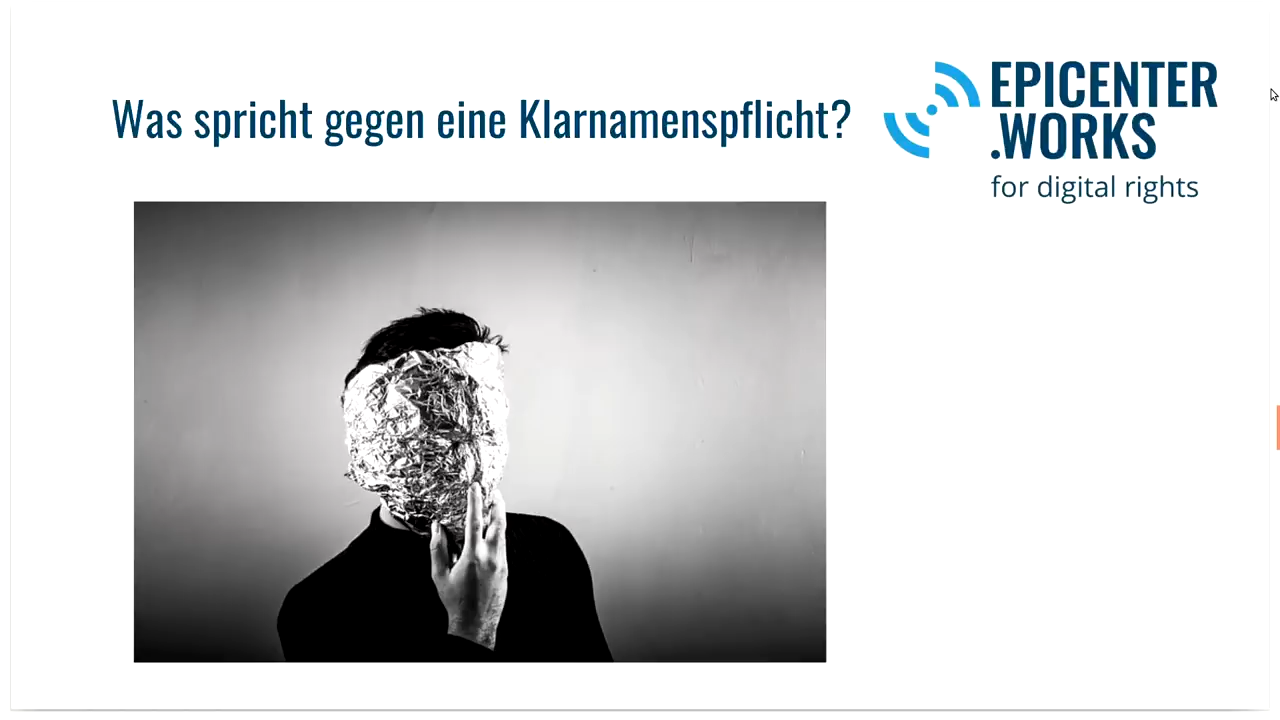 Was spricht gegen eine Klarnamenspflicht?
EPICENTER
.WORKS
for digital rights